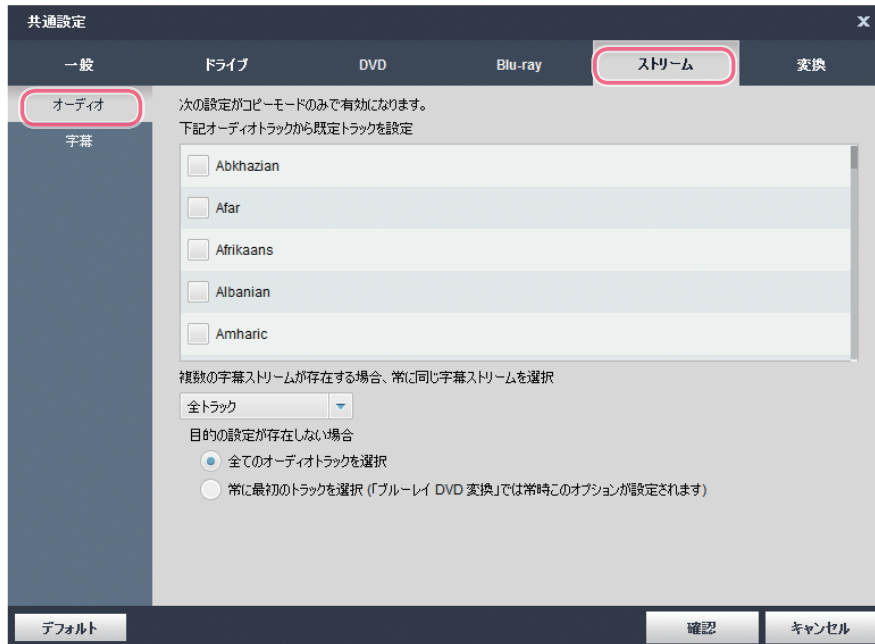 共通設定
x
一般
ドライブ
DVD
Blu-ray
ストリーム
変換
オーディオ
字幕
次の設定がコピーモードのみで有効になります。
下記オーディオトラックから既定トラックを設定
Abkhazian
Afar
Afrikaans
Albanian
Amharic
複数の字幕ストリームが存在する場合、常に同じ字幕ストリームを選択
全トラック
目的の設定が存在しない場合
全てのオーディオトラックを選択
常に最初のトラックを選択 (「ブルーレイ DVD 変換」では常時このオプションが設定されます)
デフォルト
確認
キャンセル